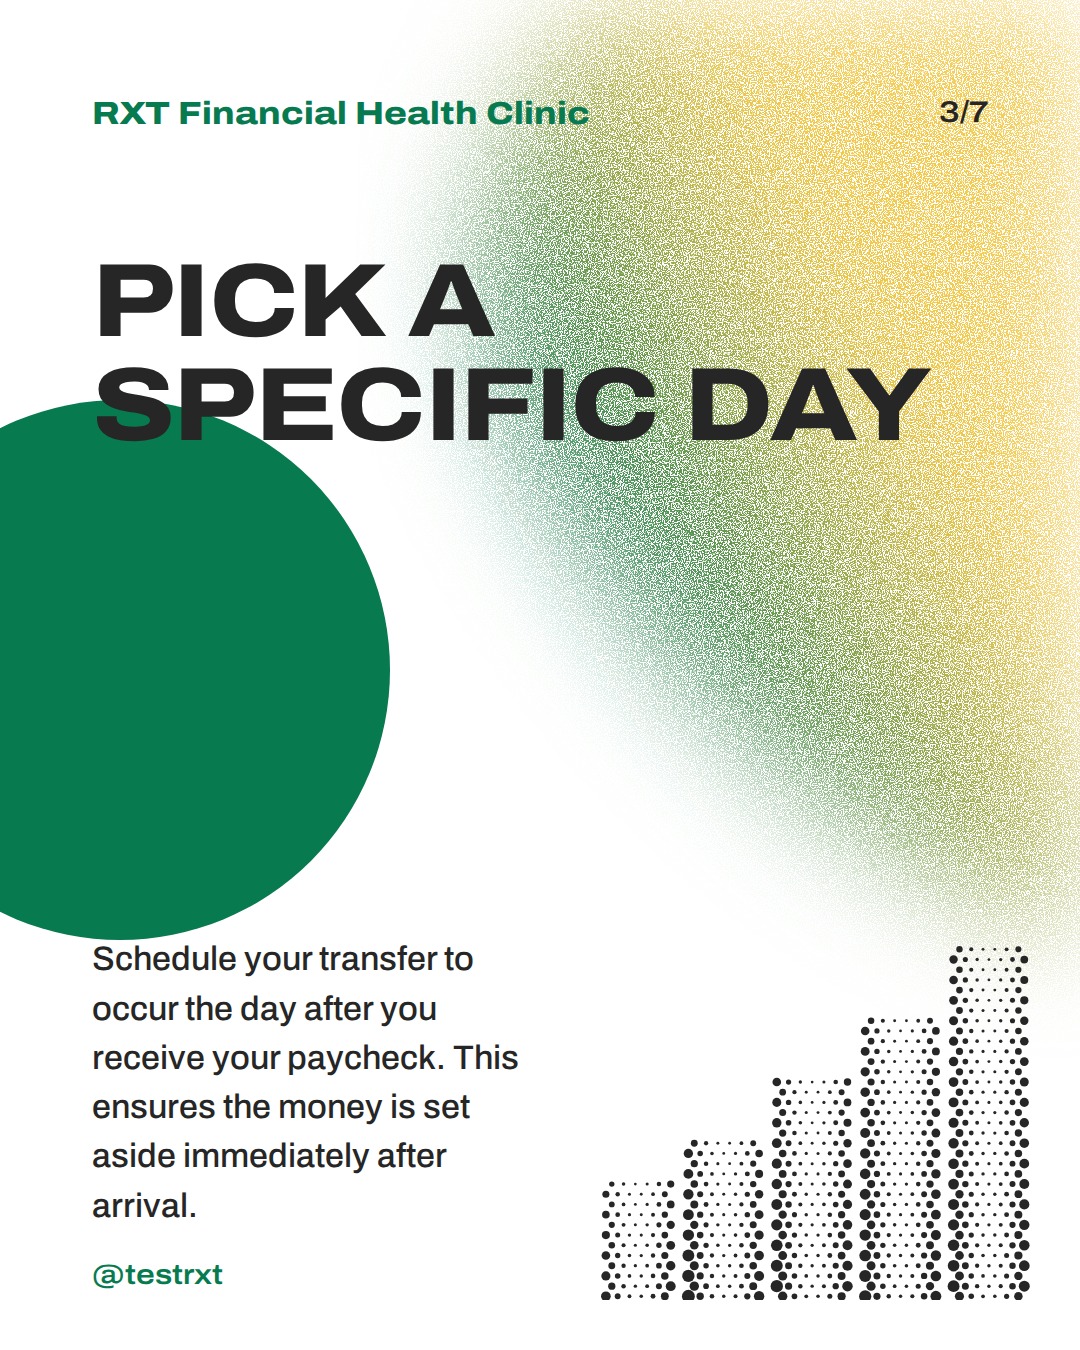 RXT Financial Health Clinic
3/7
PICK A
SPECIFIC DAY
Schedule your transfer to
occur the day after you
receive your paycheck. This
ensures the money is set
aside immediately after
arrival.
@testrxt